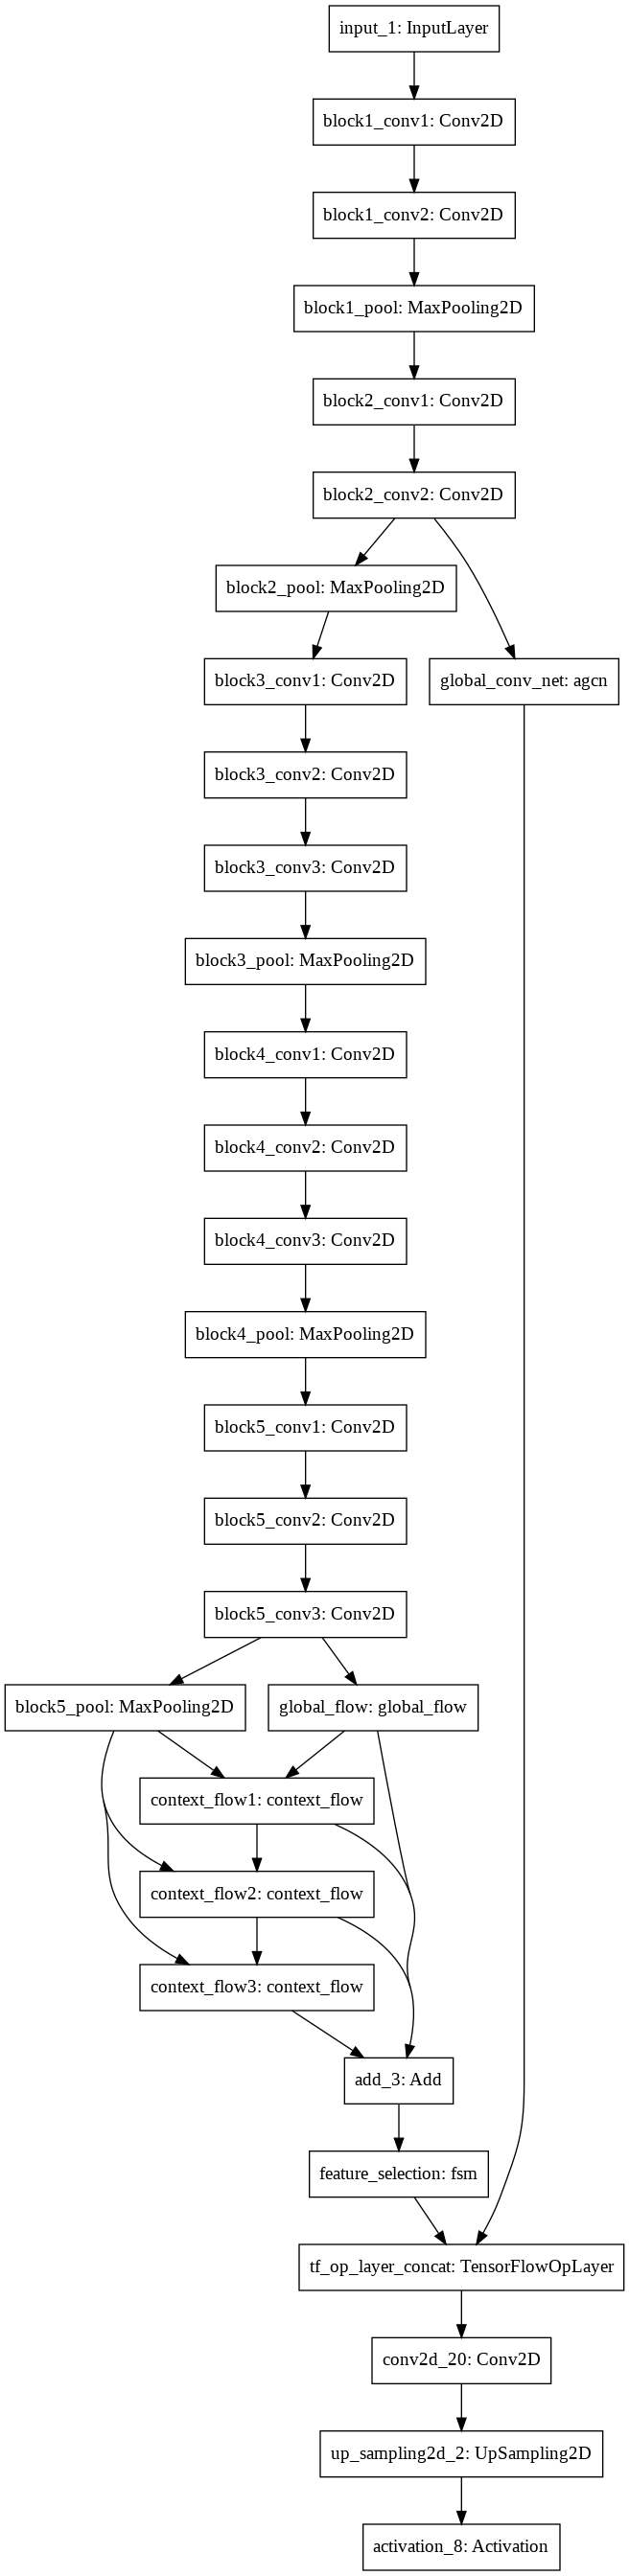 input_1: InputLayer
block1_conv1: Conv2D
block1_conv2: Conv2D
block1_pool: MaxPooling2D
block2_conv1: Conv2D
block2_conv2: Conv2D
block2_pool: MaxPooling2D
block3_conv1: Conv2D
global_conv_net: agcn
block3_conv2: Conv2D
block3_conv3: Conv2D
block3_pool: MaxPooling2D
block4_conv1: Conv2D
block4_conv2: Conv2D
block4_conv3: Conv2D
block4_pool: MaxPooling2D
block5_conv1: Conv2D
block5_conv2: Conv2D
block5_conv3: Conv2D
block5_pool: MaxPooling2D
global_flow: global_flow
context_flow1: context_flow
context_flow2: context_flow
context_flow3: context_flow
add_3: Add
feature_selection: fsm
tf_op_layer_concat: TensorFlowOpLayer
conv2d_20: Conv2D
up_sampling2d_2: UpSampling2D
activation_8: Activation